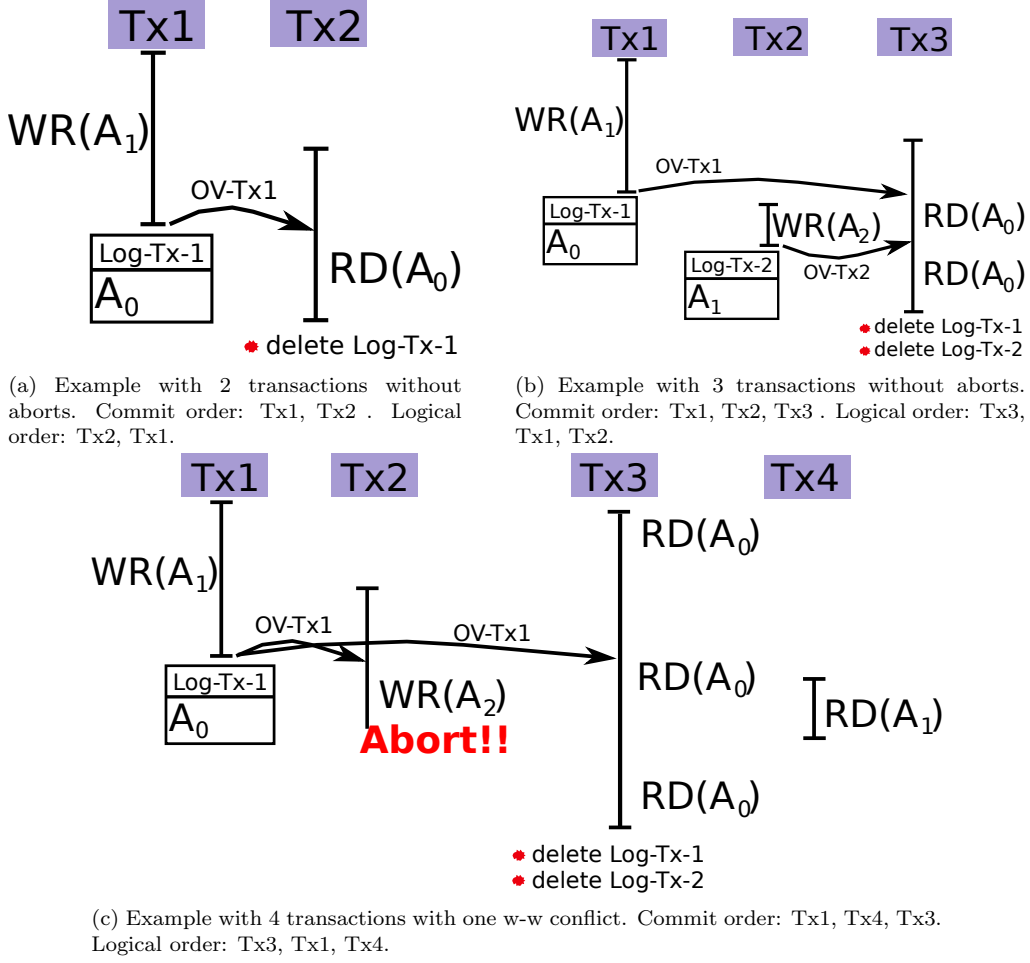 Tx1 Tx2
WR(A1)
OV-Tx1
Log-Tx-1
A0
RD(A0)
delete Log-Tx-1
(a) Example with 2 transactions without
aborts. Commit order: Tx1, Tx2 . Logical
order: Tx2, Tx1.
Tx1 Tx2 Tx3
WR(A1)
OV-Tx1
Log-Tx-1
A0
WR(A2)
RD(A0)
Log-Tx-2
OV-Tx2
A1
RD(A0)
delete Log-Tx-1
delete Log-Tx-2
(b) Example with 3 transactions without aborts.
Commit order: Tx1, Tx2, Tx3 . Logical order: Tx3,
Tx1, Tx2.
Tx1 Tx2 Tx3 Tx4
RD(A0)
WR(A1)
OV-Tx1 OV-Tx1
Log-Tx-1
A0
WR(A2)
RD(A0)
RD(A1)
Abort!!
RD(A0)
delete Log-Tx-1
delete Log-Tx-2
(c) Example with 4 transactions with one w-w conflict. Commit order: Tx1, Tx4, Tx3.
Logical order: Tx3, Tx1, Tx4.